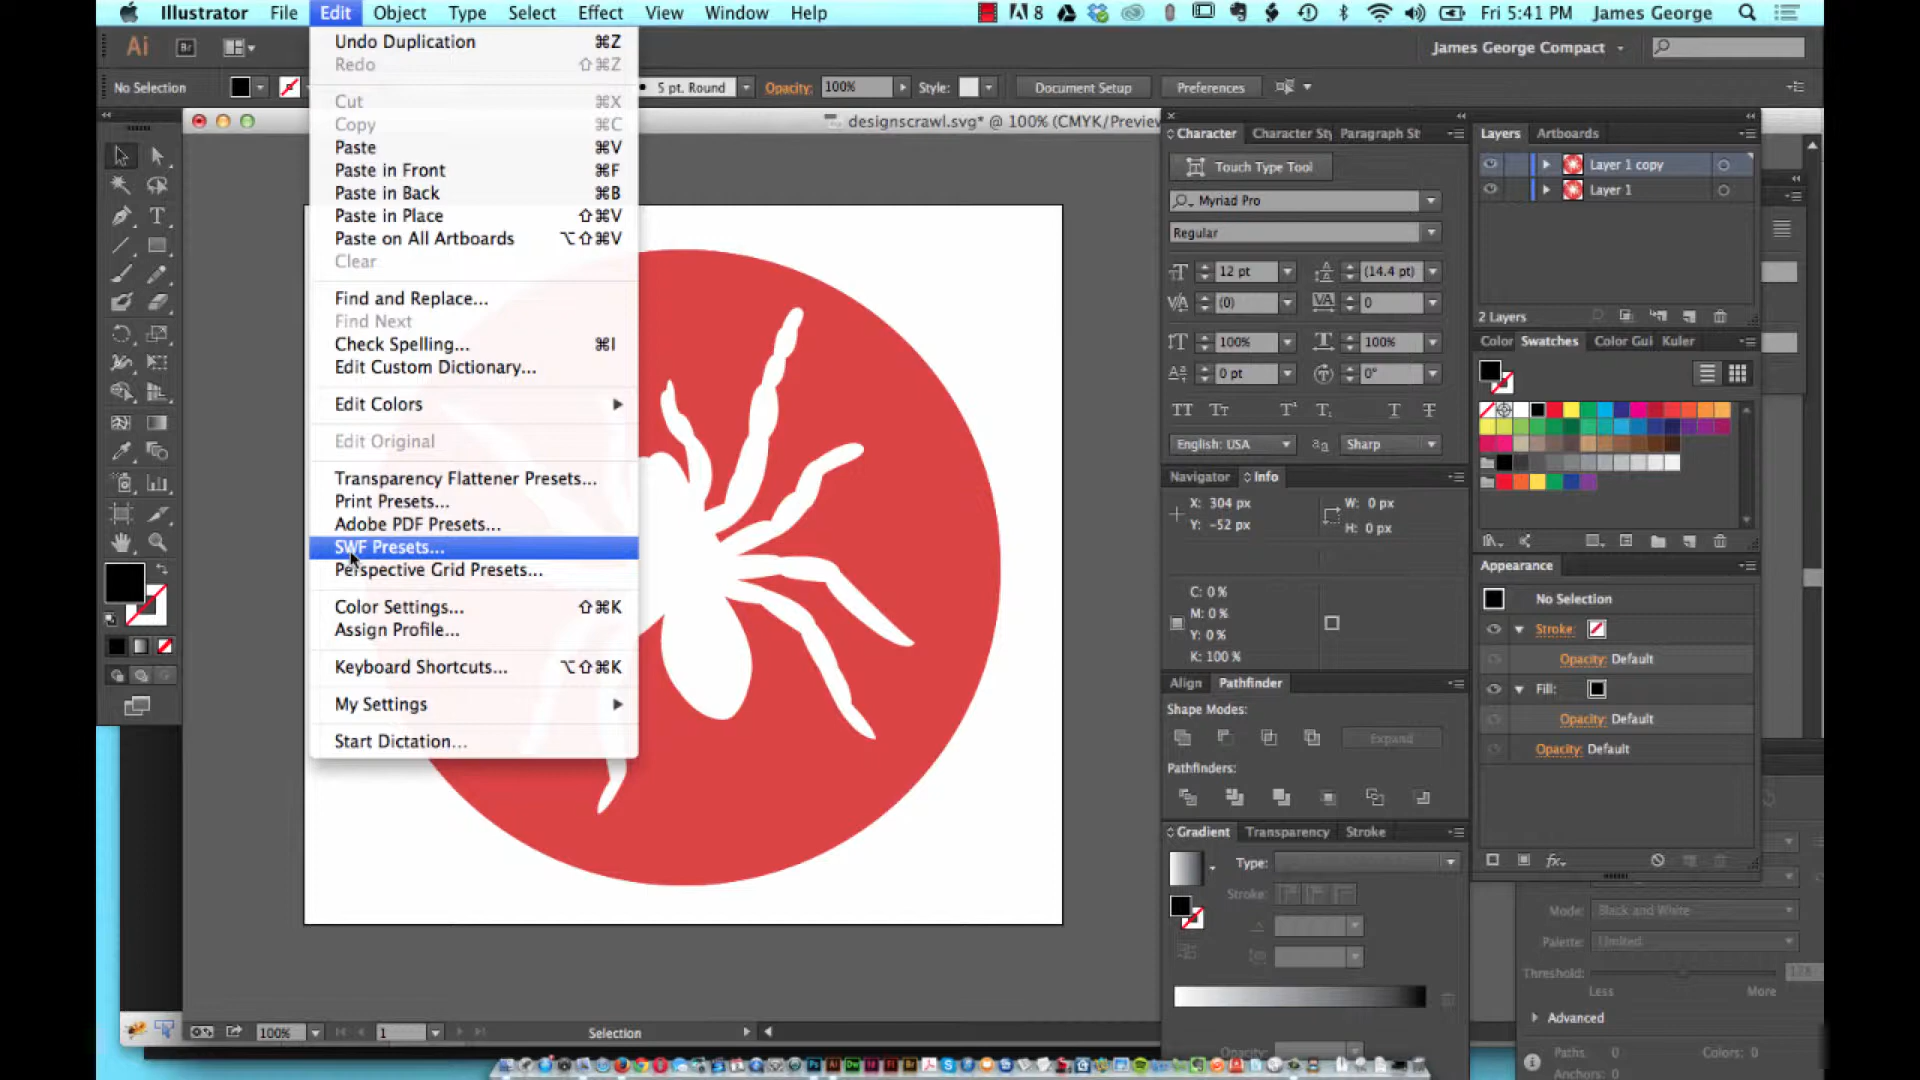 Illustrator File Edit Object Type Select Effect View Window Help
8 Fri 5:41 PM James George
Ai Br James George Compact
No Selection 5 pt. Round Opacity: 100% Style: Document Setup Preferences
designscrawl.svg* @ 100% (CMYK/Preview
Undo Duplication ⌘Z
Redo ⇧⌘Z
Cut ⌘X
Copy ⌘C
Paste ⌘V
Paste in Front ⌘F
Paste in Back ⌘B
Paste in Place ⇧⌘V
Paste on All Artboards ⌥⇧⌘V
Clear
Find and Replace...
Find Next
Check Spelling... ⌘I
Edit Custom Dictionary...
Edit Colors
Edit Original
Transparency Flattener Presets...
Print Presets...
Adobe PDF Presets...
SWF Presets...
Perspective Grid Presets...
Color Settings... ⇧⌘K
Assign Profile...
Keyboard Shortcuts... ⌥⇧⌘K
My Settings
Start Dictation...
Character Character Sty Paragraph St
Touch Type Tool
Myriad Pro
Regular
12 pt (14.4 pt)
(0) 0
100% 100%
0 pt 0°
English: USA Sharp
Navigator Info
X: 304 px W: 0 px
Y: -52 px H: 0 px
C: 0 %
M: 0 %
Y: 0 %
K: 100 %
Align Pathfinder
Shape Modes:
Expand
Pathfinders:
Gradient Transparency Stroke
Type:
Stroke:
Opacity:
Layers Artboards
Layer 1 copy
Layer 1
2 Layers
Color Swatches Color Gui Kuler
Appearance
No Selection
Stroke:
Opacity: Default
Fill:
Opacity: Default
Opacity: Default
Mode: Black and White
Palette: Limited
Threshold: 128
Less More
Advanced
Paths: 0 Colors: 0
Anchors: 0
100% 1 Selection